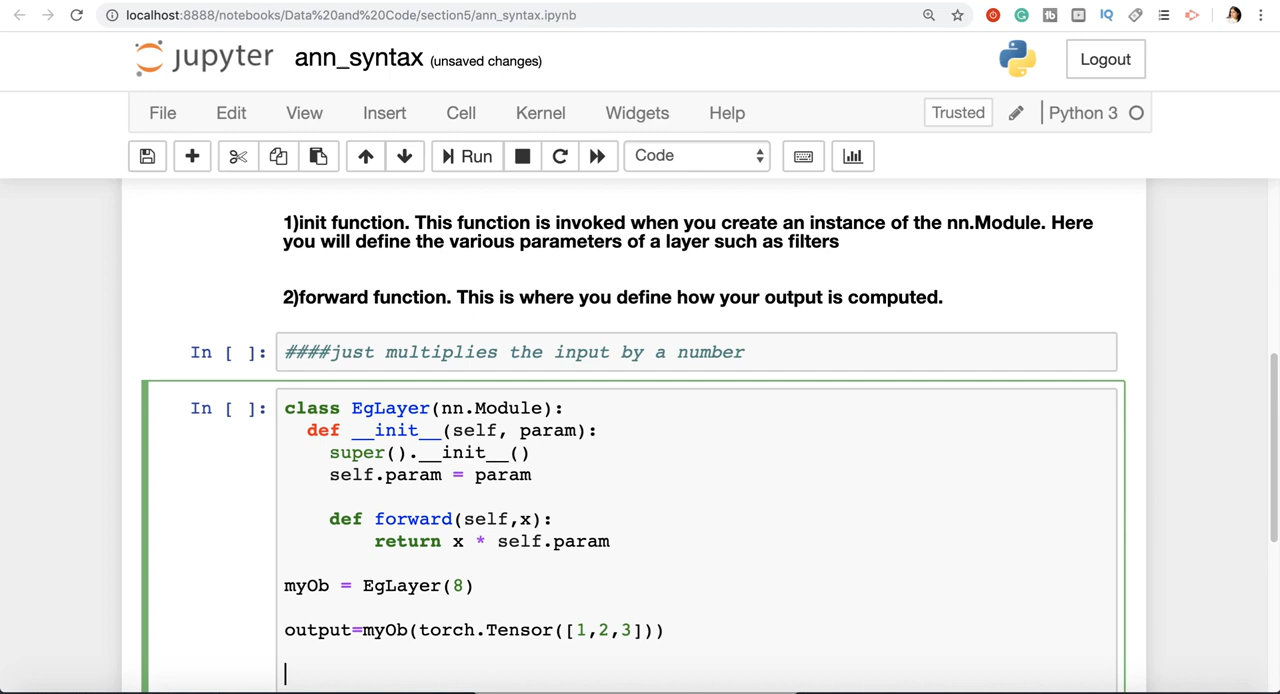 localhost:8888/notebooks/Data%20and%20Code/section5/ann_syntax.ipynb
jupyter ann_syntax (unsaved changes)
Logout
File Edit View Insert Cell Kernel Widgets Help Trusted Python 3
Run Code
1)init function. This function is invoked when you create an instance of the nn.Module. Here
you will define the various parameters of a layer such as filters
2)forward function. This is where you define how your output is computed.
In [ ]: ####just multiplies the input by a number
In [ ]: class EgLayer(nn.Module):
def __init__(self, param):
super().__init__()
self.param = param
def forward(self,x):
return x * self.param
myOb = EgLayer(8)
output=myOb(torch.Tensor([1,2,3]))